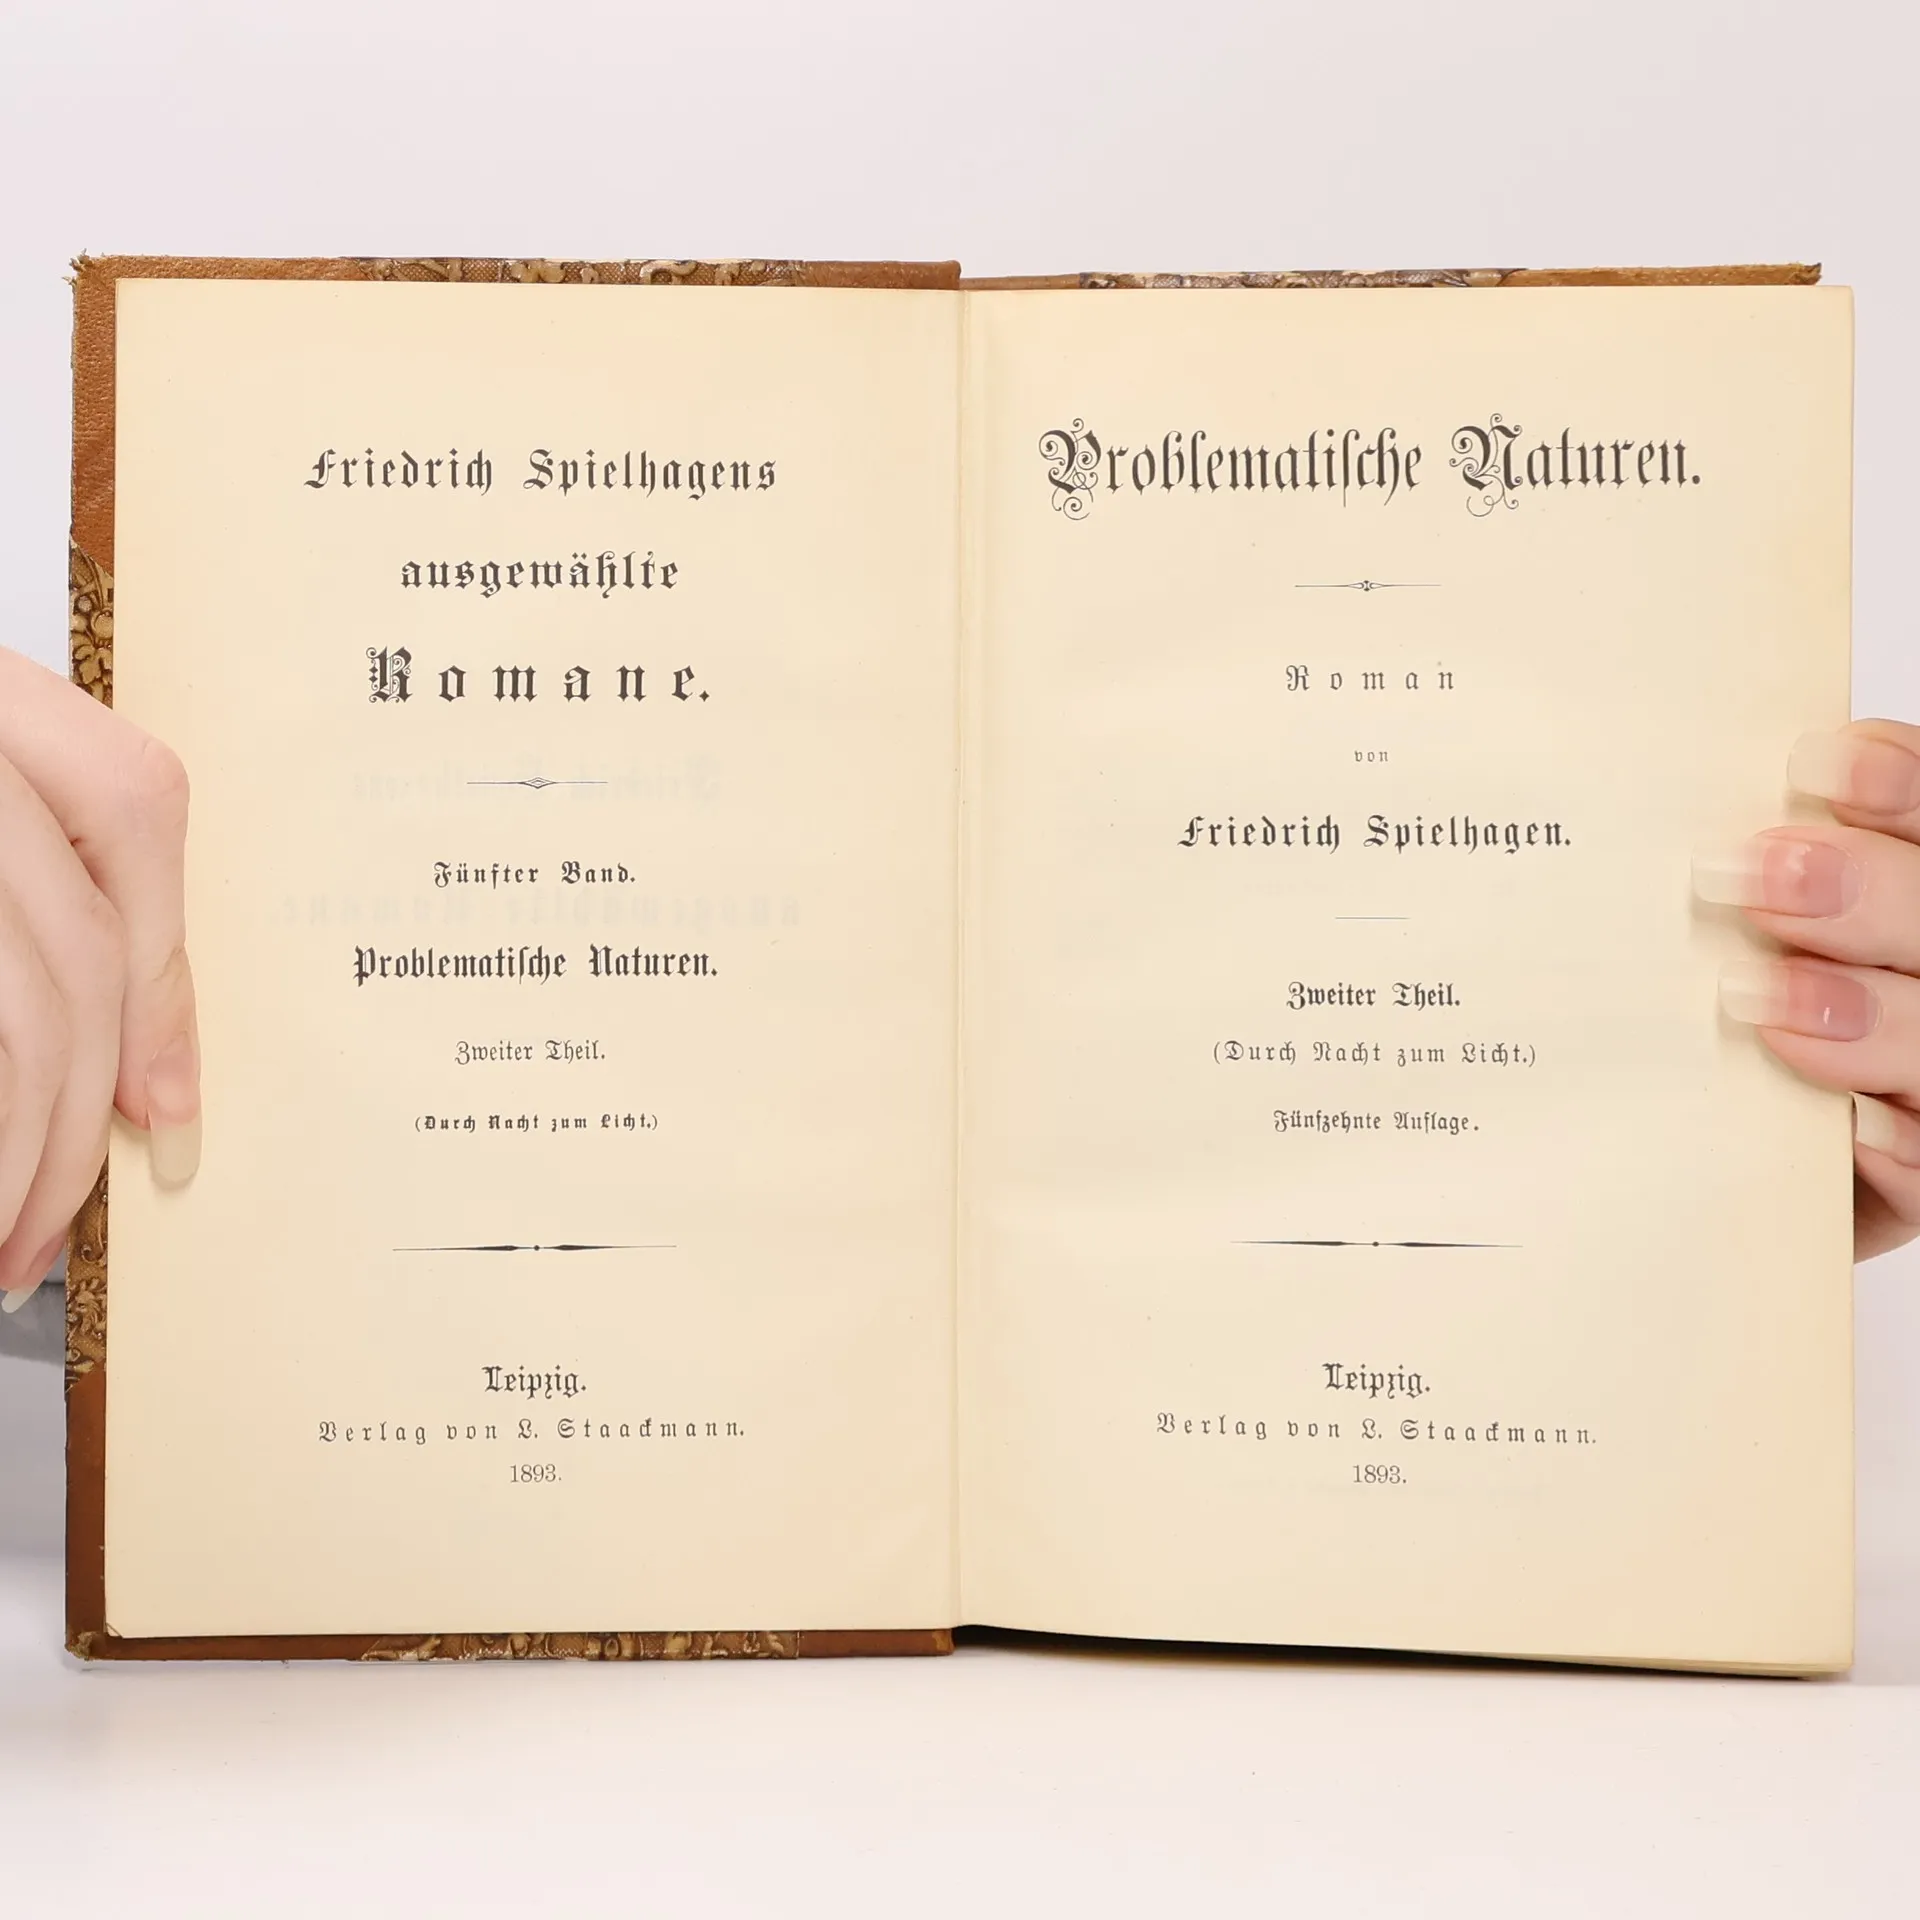 Friedrich Spielhagens
ausgewählte
Romane.
Fünfter Band.
Problematiſche Naturen.
Zweiter Theil.
(Durch Nacht zum Licht.)
Leipzig.
Verlag von L. Staackmann.
1893.
Problematiſche Naturen.
Roman
von
Friedrich Spielhagen.
Zweiter Theil.
(Durch Nacht zum Licht.)
Fünfzehnte Auflage.
Leipzig.
Verlag von L. Staackmann.
1893.